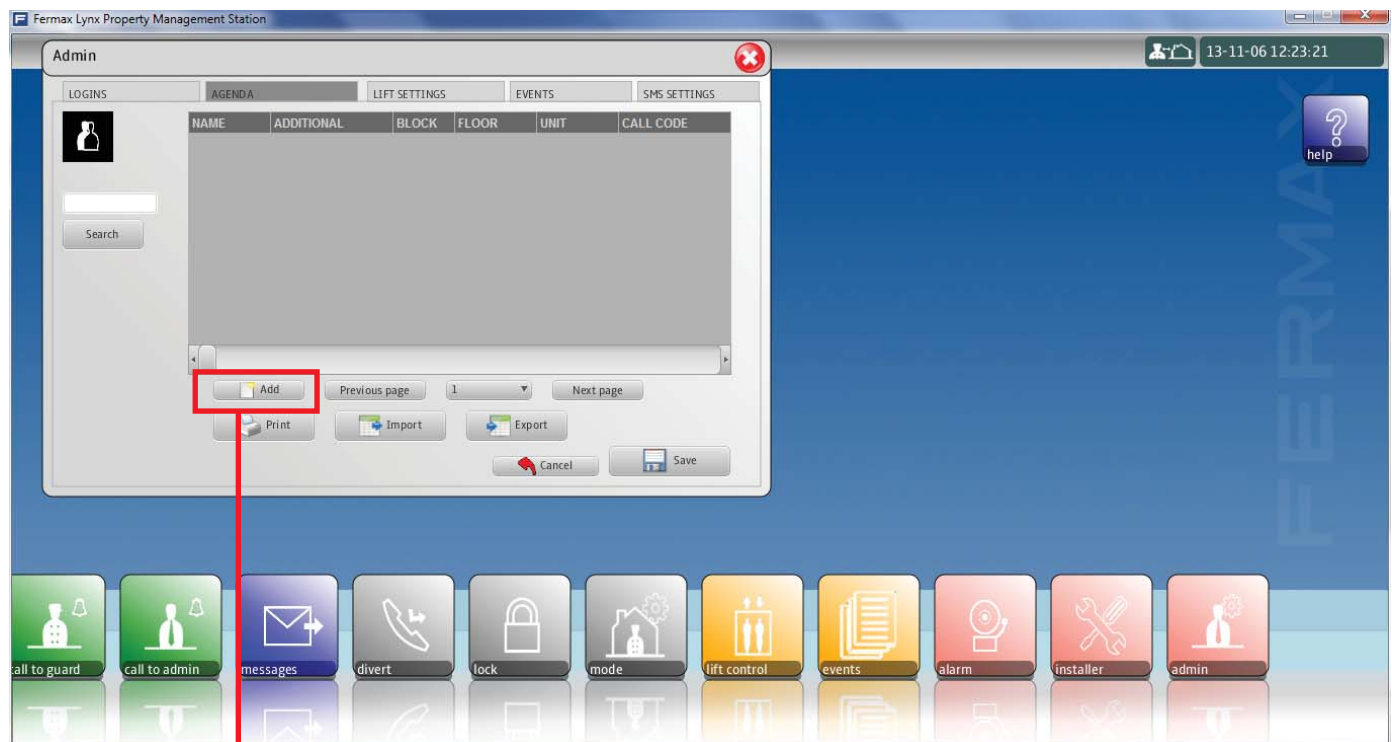 Fermax Lynx Property Management Station
Admin
13-11-06 12:23:21
LOGINS AGENDA LIFT SETTINGS EVENTS SMS SETTINGS
NAME ADDITIONAL BLOCK FLOOR UNIT CALL CODE
help
Search
Add Previous page 1 Next page
Print Import Export
Cancel Save
FERMAX
call to guard call to admin messages divert lock mode lift control events alarm installer admin